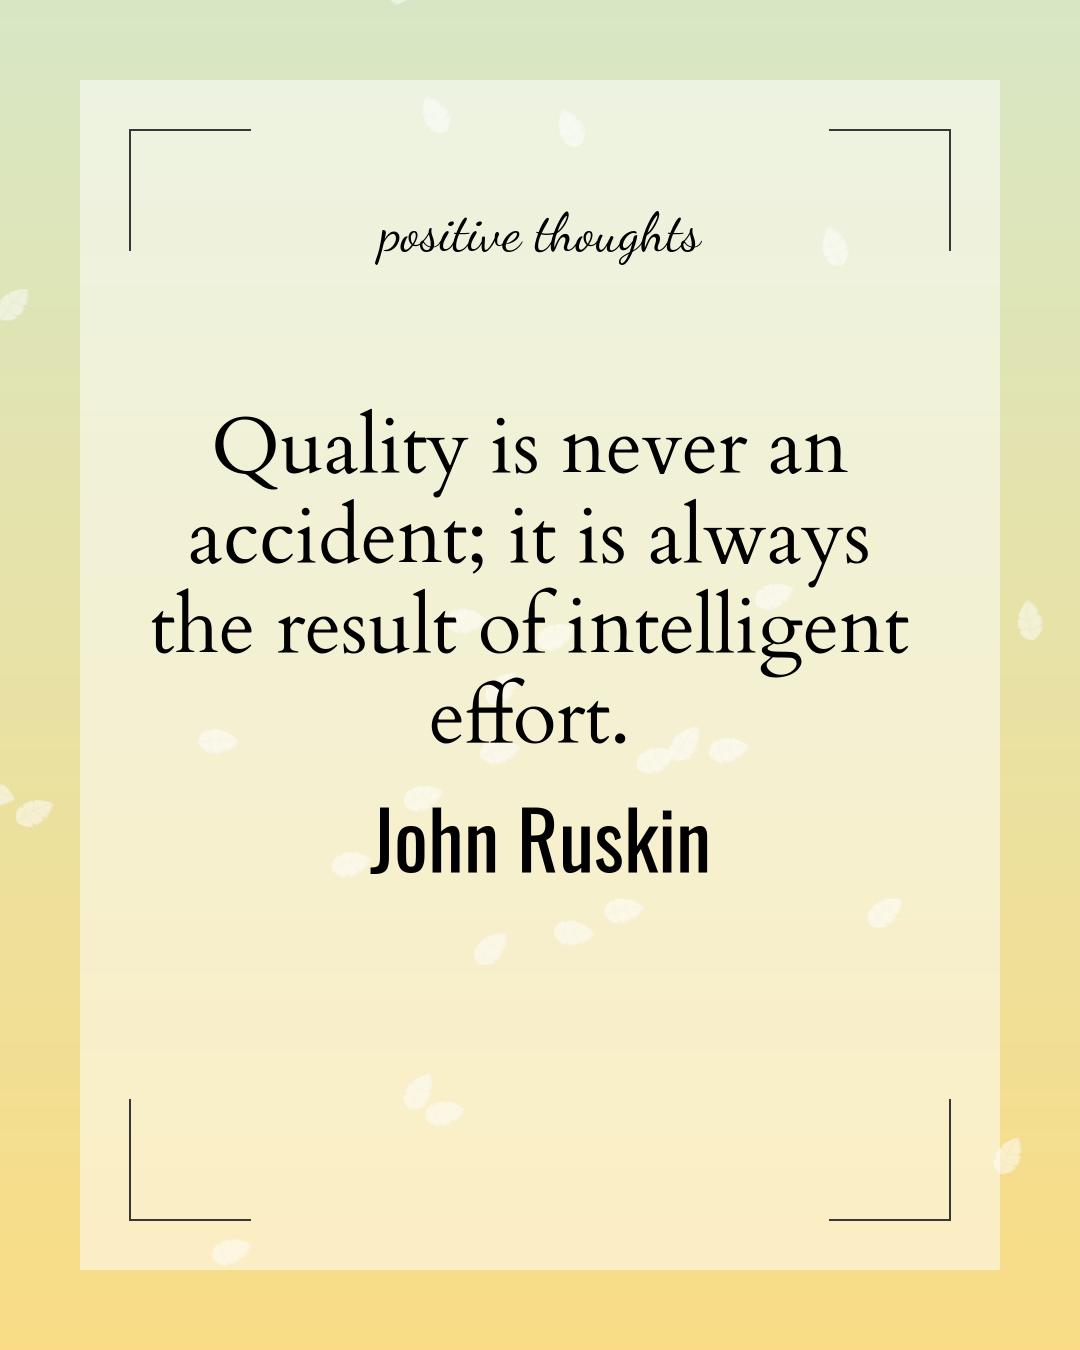 positive thoughts
Quality is never an
accident; it is always
the result of intelligent
effort.
John Ruskin